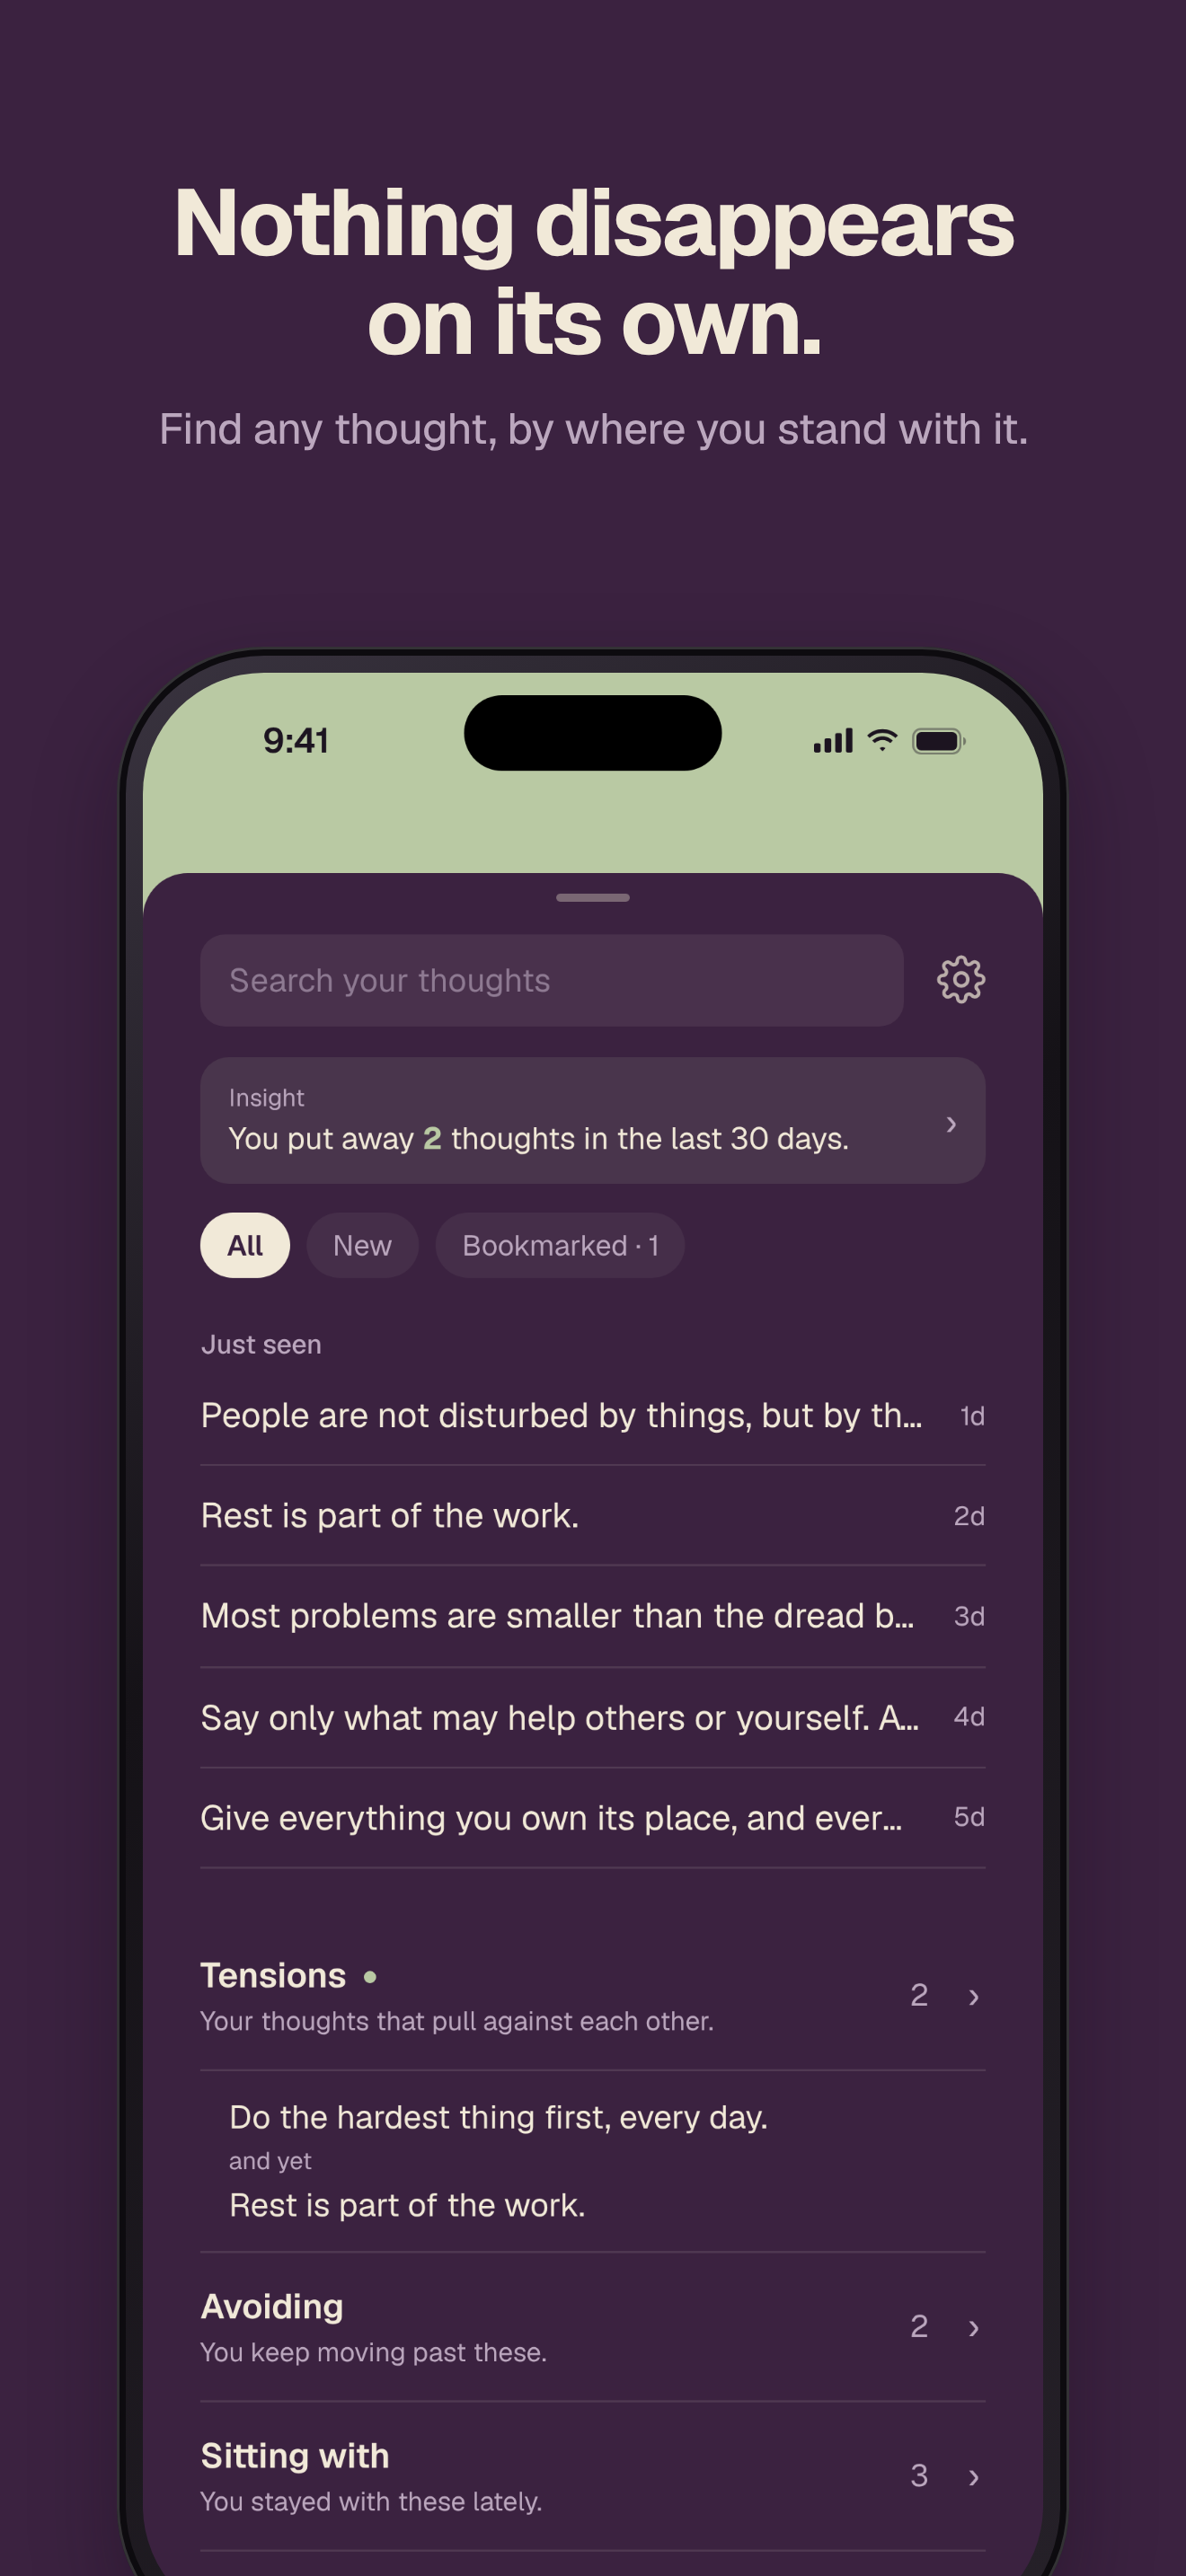 Nothing disappears
on its own.
Find any thought, by where you stand with it.
9:41
Search your thoughts
Insight
You put away 2 thoughts in the last 30 days.
All New Bookmarked · 1
Just seen
People are not disturbed by things, but by th... 1d
Rest is part of the work. 2d
Most problems are smaller than the dread b... 3d
Say only what may help others or yourself. A... 4d
Give everything you own its place, and ever... 5d
Tensions
2
Your thoughts that pull against each other.
Do the hardest thing first, every day.
and yet
Rest is part of the work.
Avoiding
2
You keep moving past these.
Sitting with
3
You stayed with these lately.